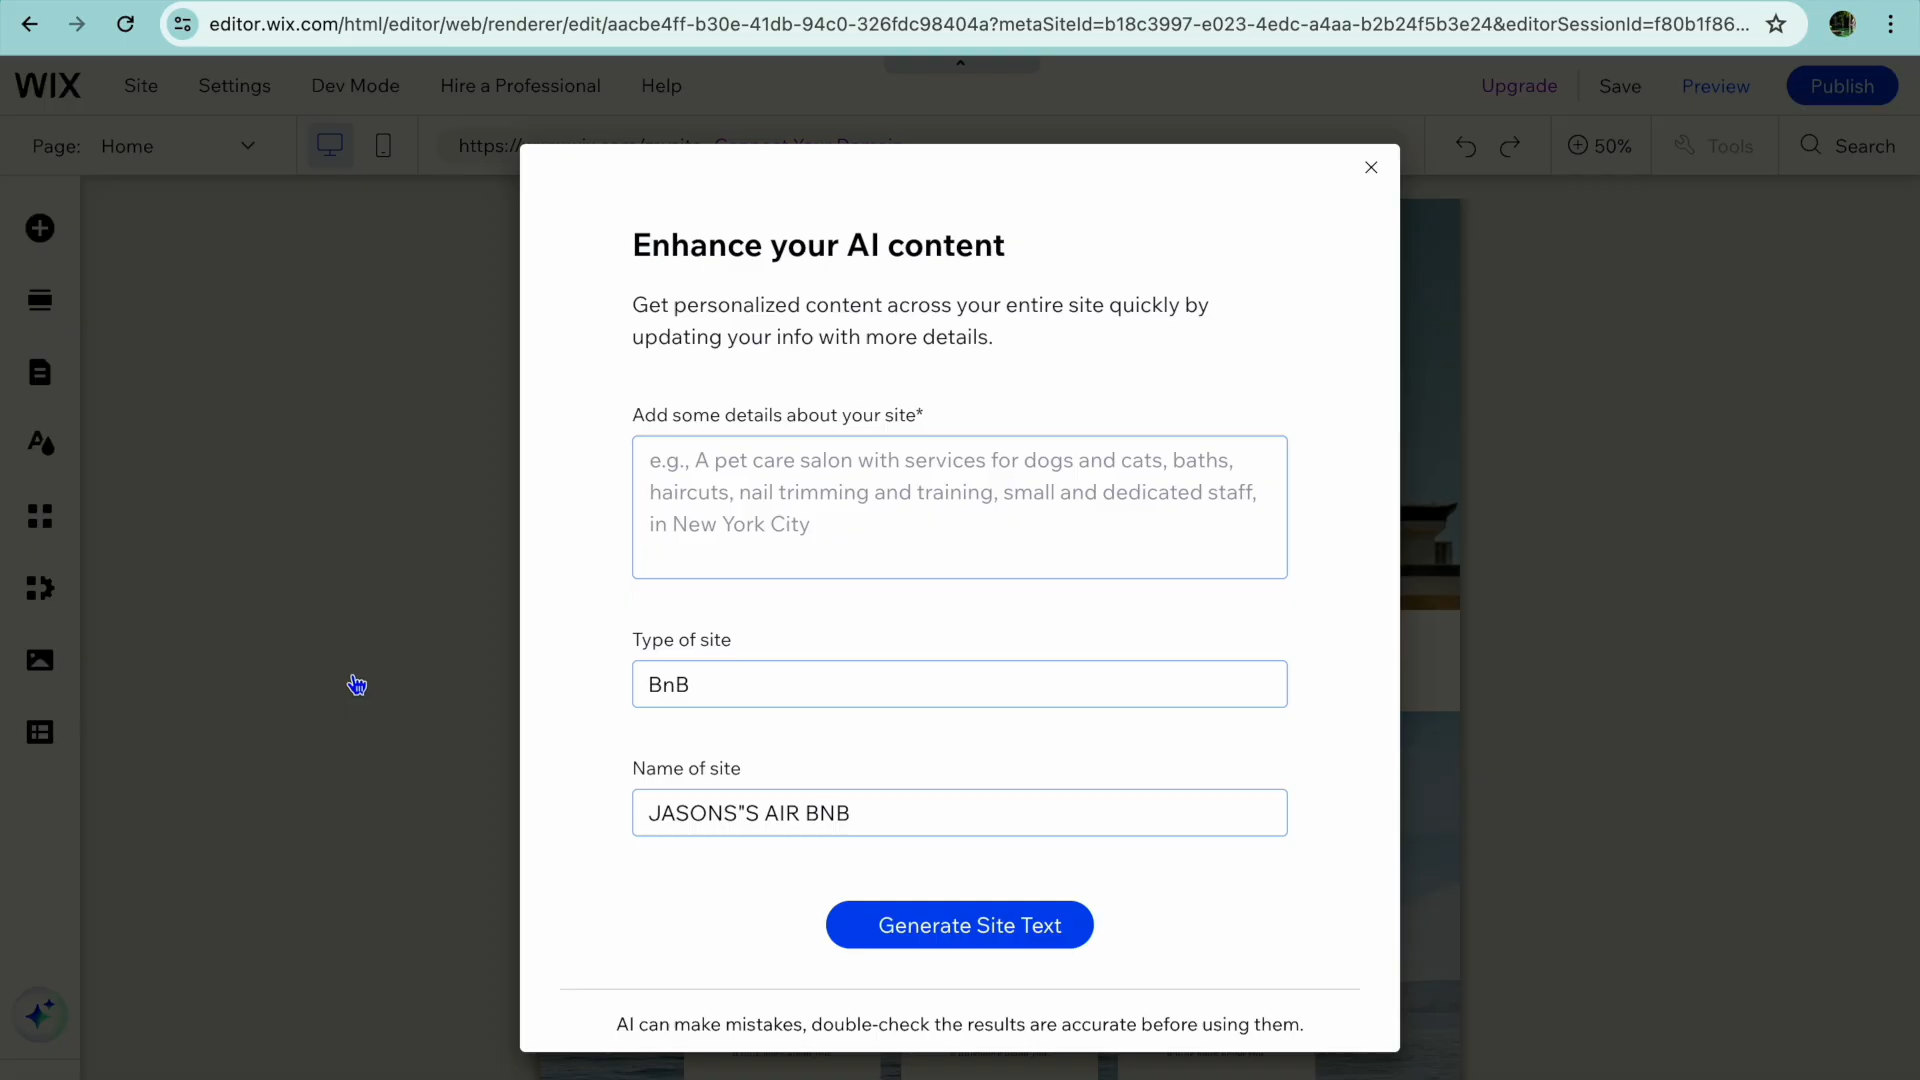 editor.wix.com/html/editor/web/renderer/edit/aacbe4ff-b30e-41db-94c0-326fdc98404a?metaSiteId=b18c3997-e023-4edc-a4aa-b2b24f5b3e24&editorSessionId=f80b1f86...
WIX Site Settings Dev Mode Hire a Professional Help Upgrade Save Preview Publish
Page: Home https:// 50% Tools Search
Enhance your AI content
Get personalized content across your entire site quickly by
updating your info with more details.
Add some details about your site*
e.g., A pet care salon with services for dogs and cats, baths,
haircuts, nail trimming and training, small and dedicated staff,
in New York City
Type of site
BnB
Name of site
JASONS"S AIR BNB
Generate Site Text
AI can make mistakes, double-check the results are accurate before using them.